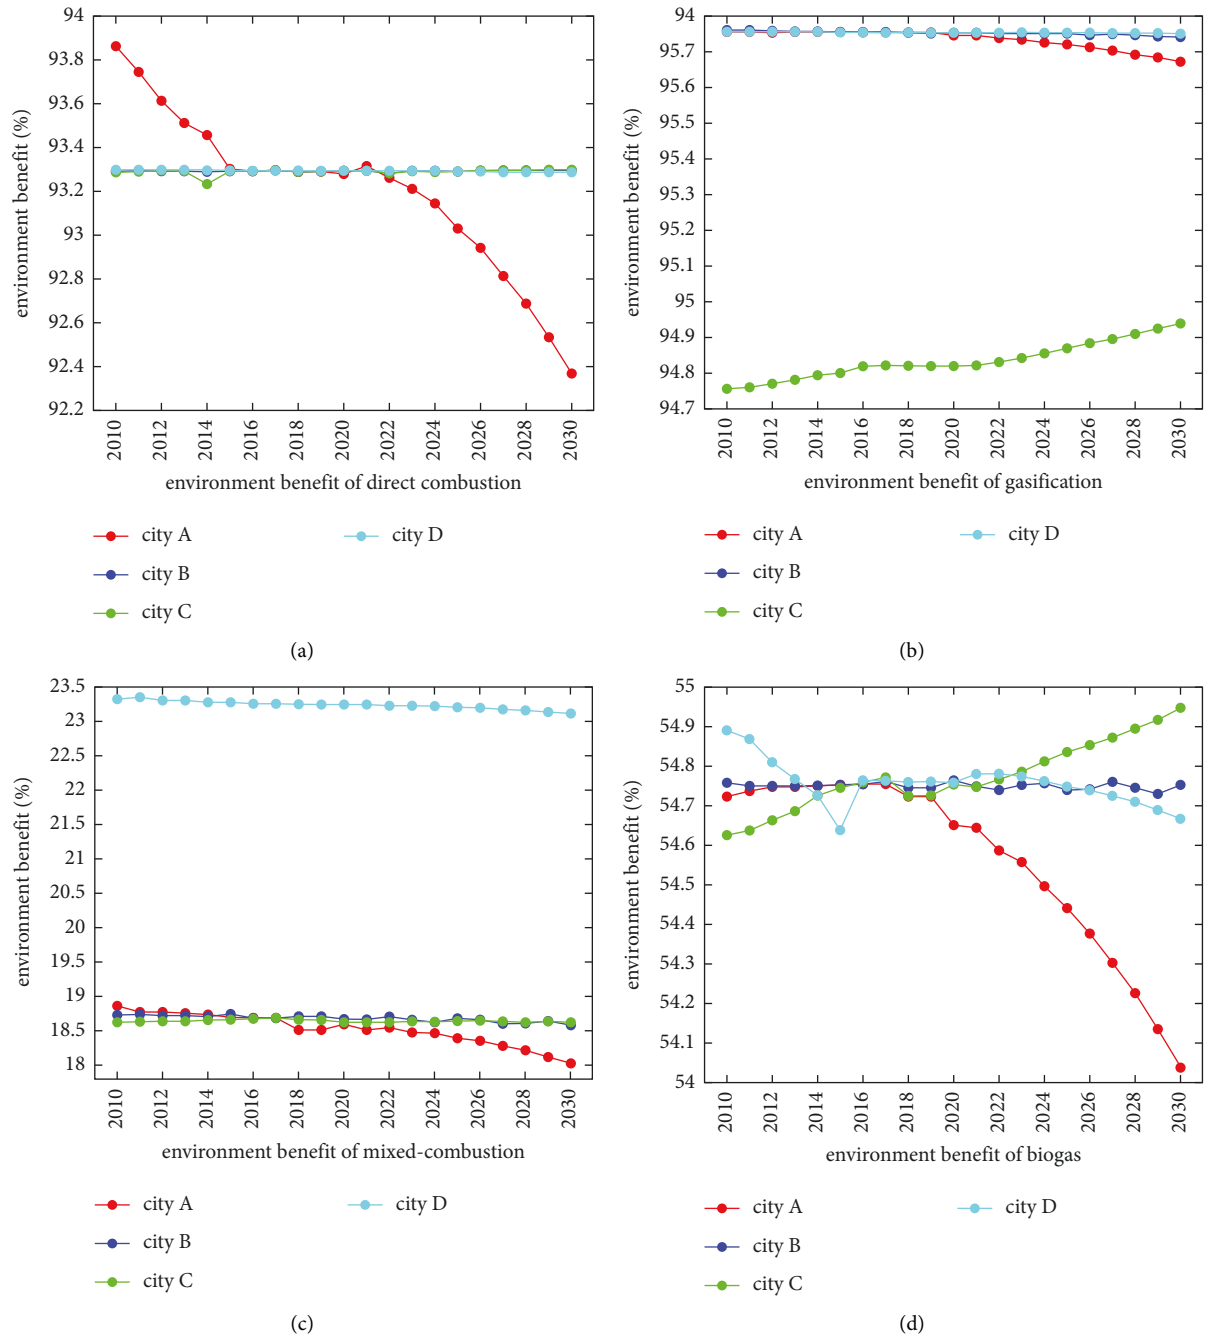 94
93.8
93.6
93.4
93.2
93
92.8
92.6
92.4
92.2
environment benefit (%)
2010 2012 2014 2016 2018 2020 2022 2024 2026 2028 2030
environment benefit of direct combustion
city A city D
city B
city C
(a)
94
95.7
95.6
95.5
95.4
95.3
95.2
95.1
95
94.9
94.8
94.7
environment benefit (%)
2010 2012 2014 2016 2018 2020 2022 2024 2026 2028 2030
environment benefit of gasification
city A city D
city B
city C
(b)
23.5
23
22.5
22
21.5
21
20.5
20
19.5
19
18.5
18
environment benefit (%)
2010 2012 2014 2016 2018 2020 2022 2024 2026 2028 2030
environment benefit of mixed-combustion
city A city D
city B
city C
(c)
55
54.9
54.8
54.7
54.6
54.5
54.4
54.3
54.2
54.1
54
environment benefit (%)
2010 2012 2014 2016 2018 2020 2022 2024 2026 2028 2030
environment benefit of biogas
city A city D
city B
city C
(d)